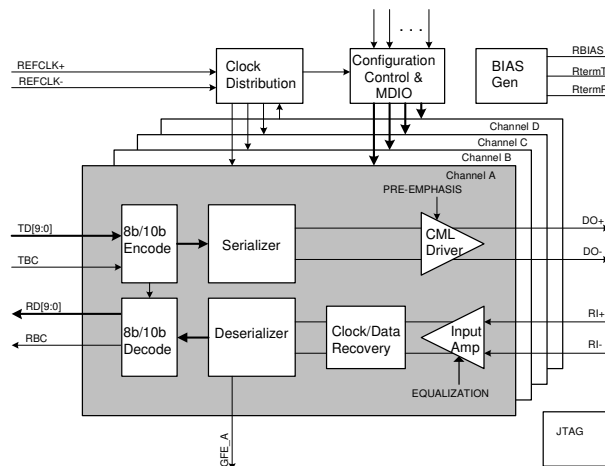 REFCLK+
REFCLK-
Clock
Distribution
. . .
Configuration
Control &
MDIO
BIAS
Gen
RBIAS
RtermT
Channel D
Channel C
Channel B
Channel A
PRE-EMPHASIS
TD[9:0]
TBC
8b/10b
Encode
Serializer
CML
Driver
DO+
DO-
RD[9:0]
RBC
8b/10b
Decode
Deserializer
Clock/Data
Recovery
Input
Amp
RI+
RI-
EQUALIZATION
GFE_A
JTAG